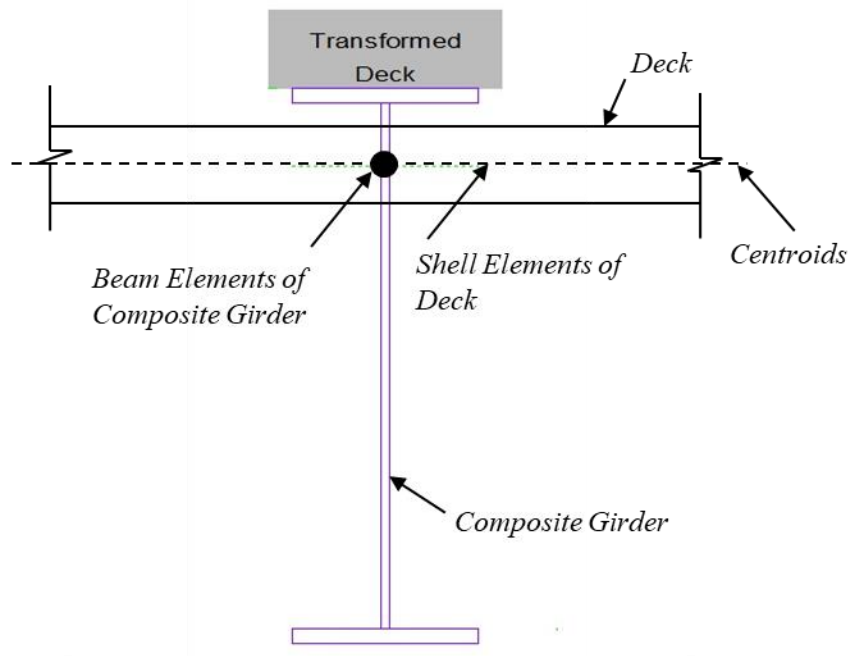 Transformed
Deck
Deck
Beam Elements of
Composite Girder
Shell Elements of
Deck
Centroids
Composite Girder